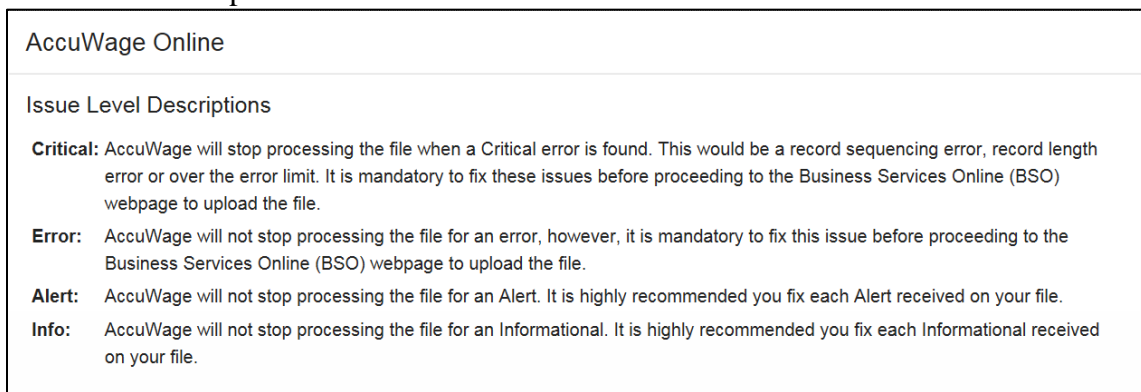 AccuWage Online
Issue Level Descriptions
Critical: AccuWage will stop processing the file when a Critical error is found. This would be a record sequencing error, record length
error or over the error limit. It is mandatory to fix these issues before proceeding to the Business Services Online (BSO)
webpage to upload the file.
Error: AccuWage will not stop processing the file for an error, however, it is mandatory to fix this issue before proceeding to the
Business Services Online (BSO) webpage to upload the file.
Alert: AccuWage will not stop processing the file for an Alert. It is highly recommended you fix each Alert received on your file.
Info: AccuWage will not stop processing the file for an Informational. It is highly recommended you fix each Informational received
on your file.